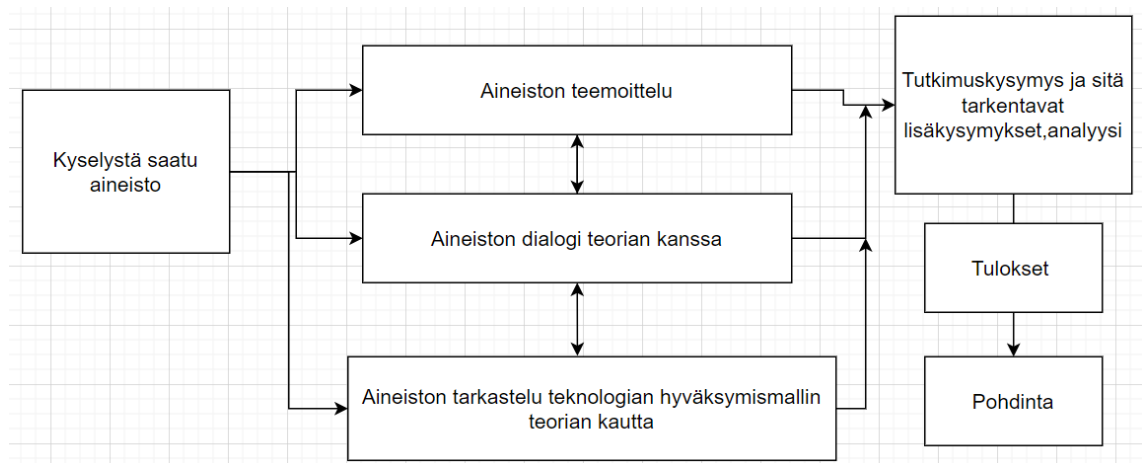 Kyselystä saatu
aineisto
Aineiston teemoittelu
Aineiston dialogi teorian kanssa
Aineiston tarkastelu teknologian hyväksymismallin
teorian kautta
Tutkimuskysymys ja sitä
tarkentavat
lisäkysymykset,analyysi
Tulokset
Pohdinta